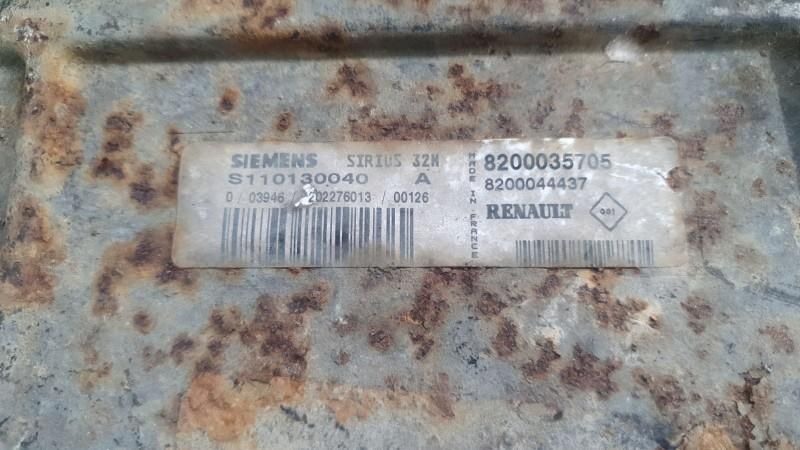 SIEMENS SIRIUS 32N
S110130040 A
0 / 03946 / 202276013 / 00126
MADE IN FRANCE
8200035705
8200044437
RENAULT 001